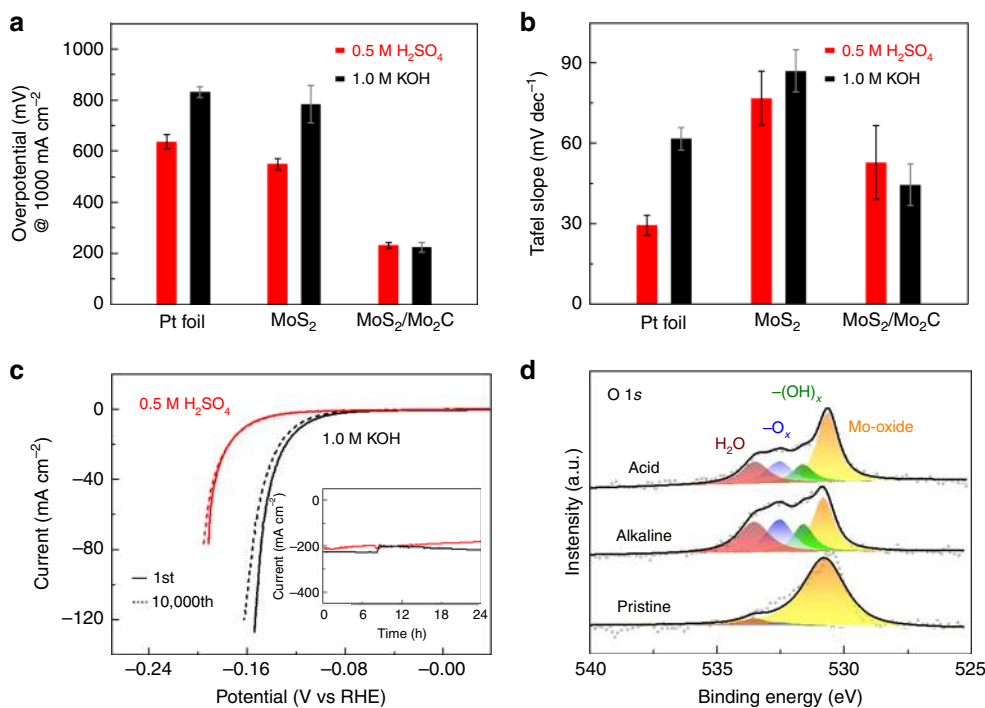 a
Overpotential (mV)
@ 1000 mA cm⁻²
1000
800
600
400
200
0
0.5 M H₂SO₄
1.0 M KOH
Pt foil
MoS₂
MoS₂/Mo₂C
b
Tafel slope (mV dec⁻¹)
90
60
30
0
0.5 M H₂SO₄
1.0 M KOH
Pt foil
MoS₂
MoS₂/Mo₂C
c
Current (mA cm⁻²)
0
−40
−80
−120
0.5 M H₂SO₄
1.0 M KOH
1st
10,000th
Current (mA cm⁻²)
0
−200
−400
0
6
12
18
24
Time (h)
−0.24
−0.16
−0.08
−0.00
Potential (V vs RHE)
d
Instensity (a.u.)
O 1s
H₂O
−Oₓ
−(OH)ₓ
Mo-oxide
Acid
Alkaline
Pristine
540
535
530
525
Binding energy (eV)